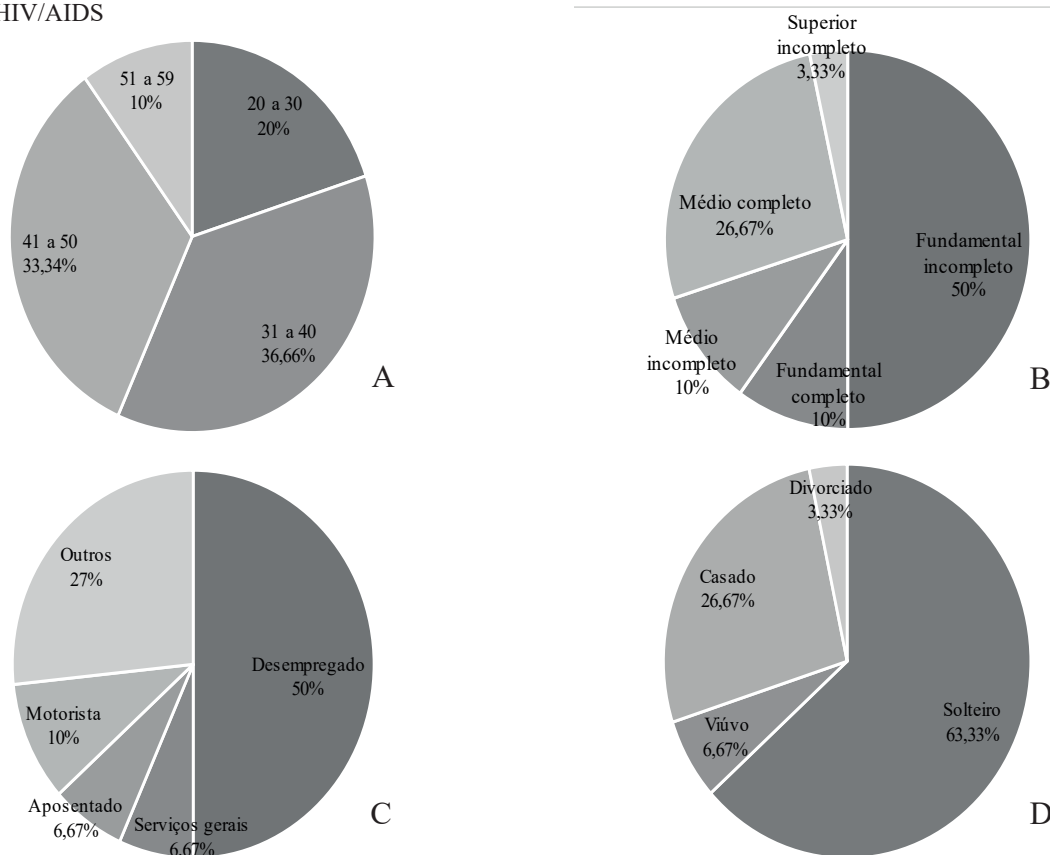 HIV/AIDS
51 a 59
10%
20 a 30
20%
41 a 50
33,34%
31 a 40
36,66%
A
Superior
incompleto
3,33%
Médio completo
26,67%
Fundamental
incompleto
50%
Médio
incompleto
10%
Fundamental
completo
10%
B
Outros
27%
Desempregado
50%
Motorista
10%
Aposentado
6,67%
Serviços gerais
6,67%
C
Divorciado
3,33%
Casado
26,67%
Solteiro
63,33%
Viúvo
6,67%
D